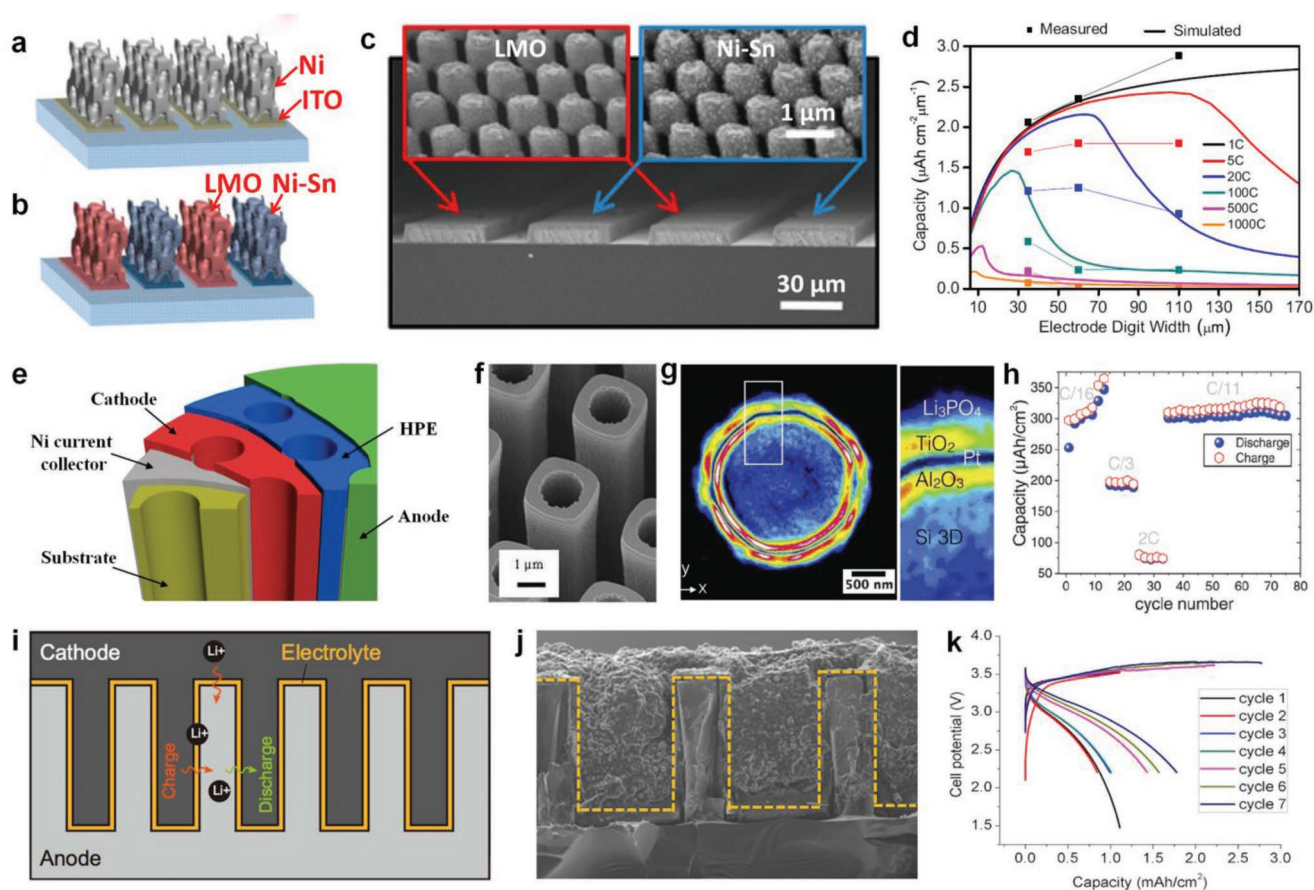 a
Ni
ITO
b
LMO Ni-Sn
c
LMO
Ni-Sn
1 µm
30 µm
d
Measured
Simulated
Capacity (µAh cm⁻²µm⁻¹)
3.0
2.5
2.0
1.5
1.0
0.5
0.0
1C
5C
20C
100C
500C
1000C
10 30 50 70 90 110 130 150 170
Electrode Digit Width (µm)
e
Cathode
Ni current
collector
Substrate
HPE
Anode
f
1 µm
g
y
x
500 nm
Li₃PO₄
TiO₂
Pt
Al₂O₃
Si 3D
h
Capacity (µAh/cm²)
350
300
250
200
150
100
50
C/16
C/3
2C
C/11
Discharge
Charge
0 10 20 30 40 50 60 70 80
cycle number
i
Cathode
Li+
Electrolyte
Li+
Charge
Li+
Discharge
Anode
j
k
Cell potential (V)
4.0
3.5
3.0
2.5
2.0
1.5
cycle 1
cycle 2
cycle 3
cycle 4
cycle 5
cycle 6
cycle 7
0.0 0.5 1.0 1.5 2.0 2.5 3.0
Capacity (mAh/cm²)